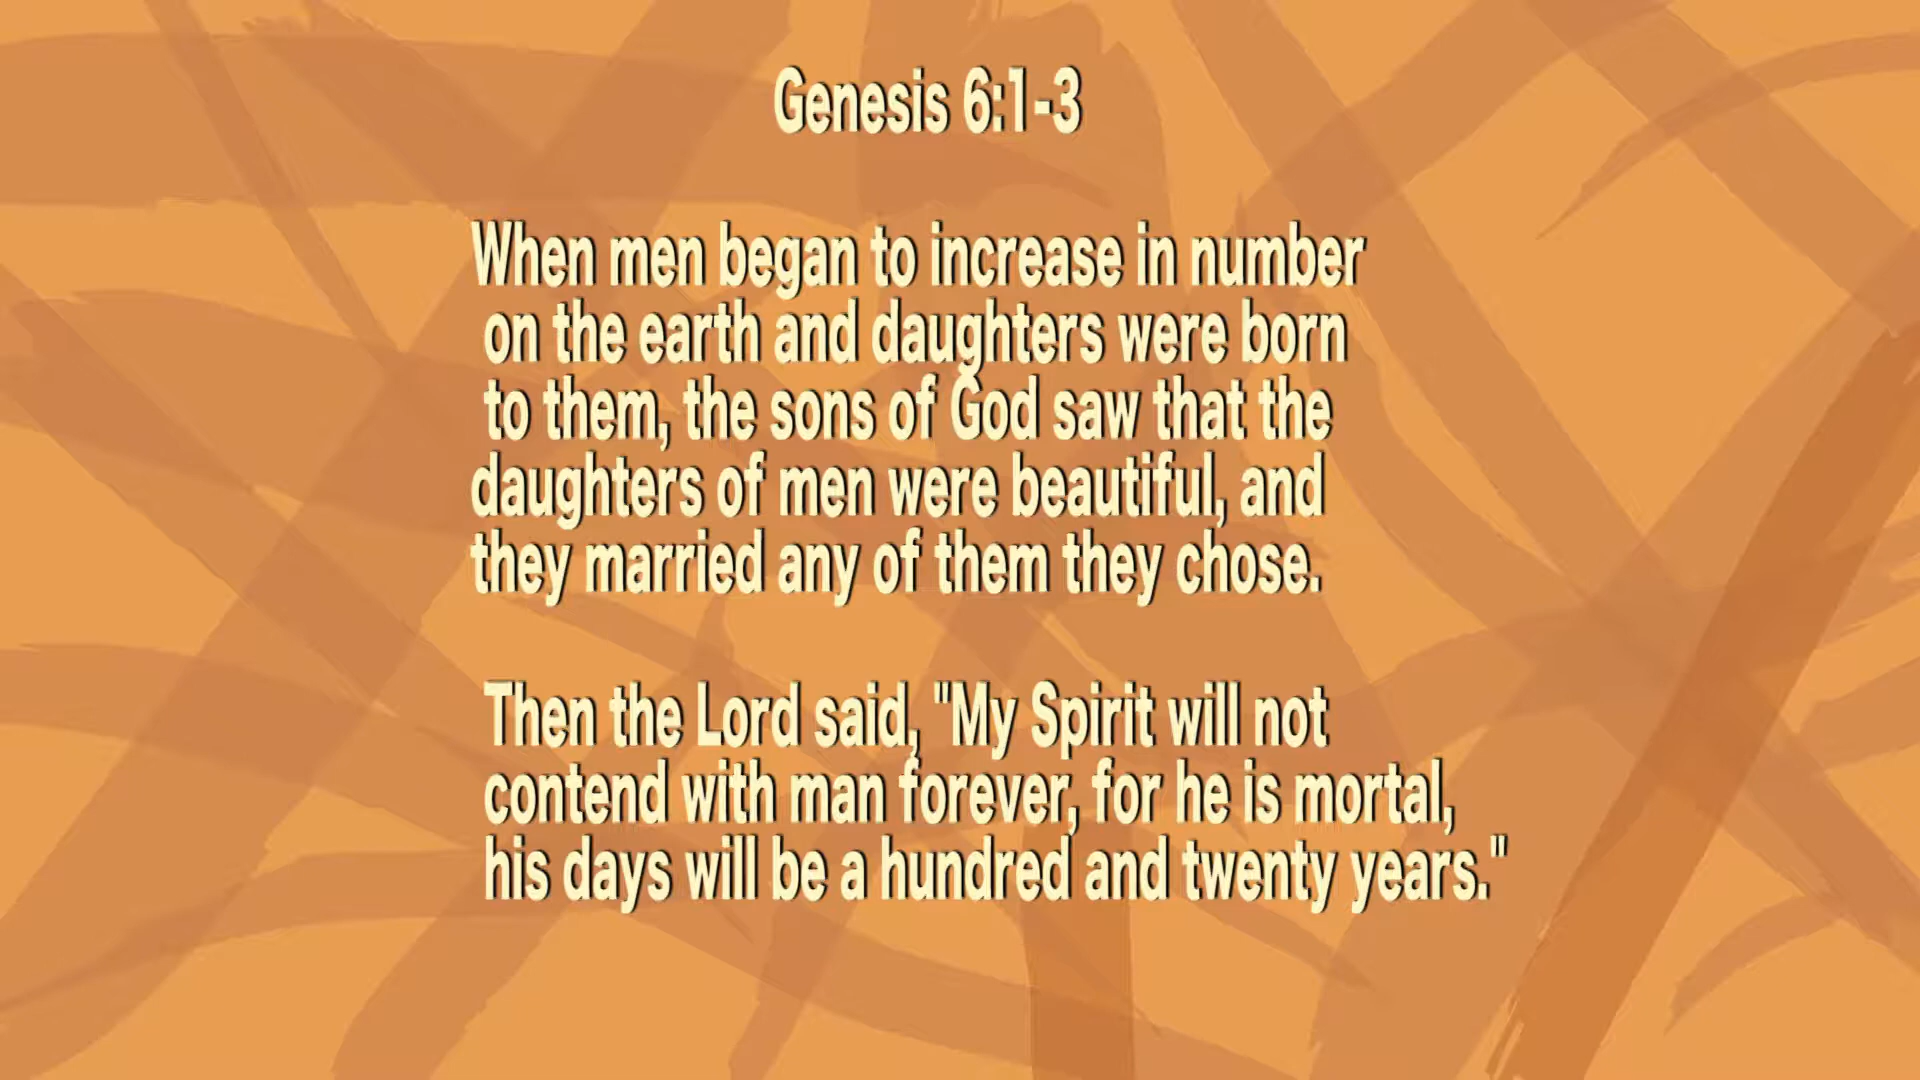 Genesis 6:1-3
When men began to increase in number
on the earth and daughters were born
to them, the sons of God saw that the
daughters of men were beautiful, and
they married any of them they chose.
Then the Lord said, "My Spirit will not
contend with man forever, for he is mortal,
his days will be a hundred and twenty years."